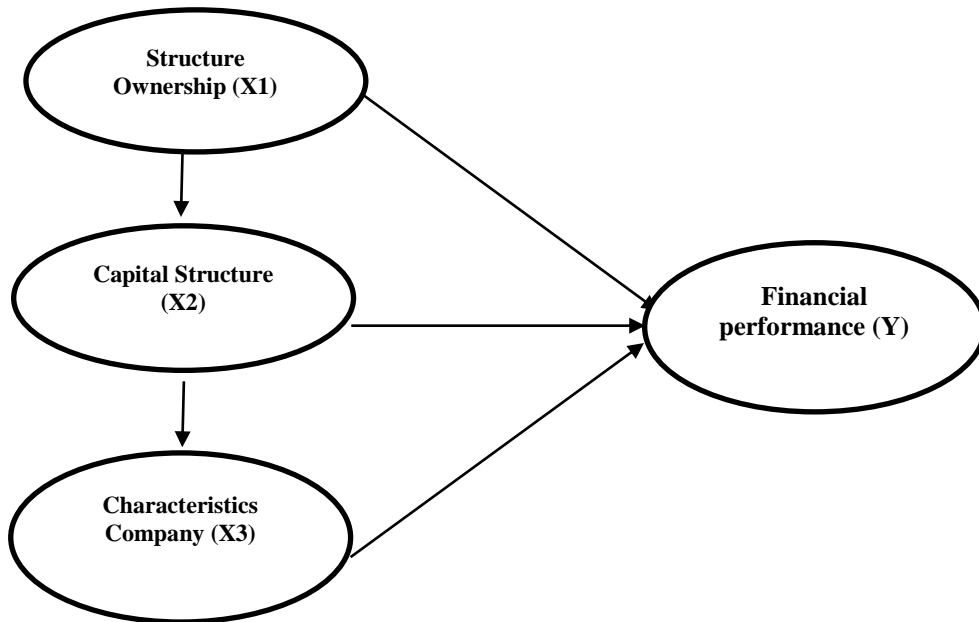 Structure
Ownership (X1)
Capital Structure
(X2)
Financial
performance (Y)
Characteristics
Company (X3)